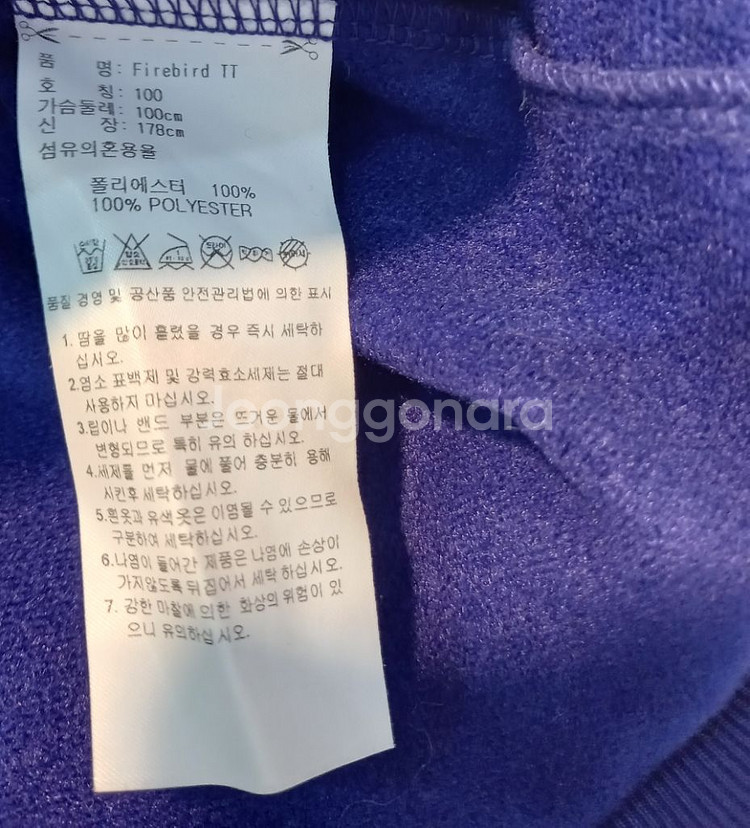 품 명: Firebird TT
호 칭: 100
가슴둘레: 100cm
신 장: 178cm
섬유의혼용율
폴리에스터 100%
100% POLYESTER
품질 경영 및 공산품 안전관리법에 의한 표시
1. 땀을 많이 흘렸을 경우 즉시 세탁하
십시오.
2.염소 표백제 및 강력효소세제는 절대
사용하지 마십시오.
3.립이나 밴드 부분은 뜨거운 물에서
변형되므로 특히 유의 하십시오.
4.세제를 먼저 물에 풀어 충분히 용해
시킨후 세탁하십시오.
5.흰옷과 유색 옷은 이염될 수 있으므로
구분하여 세탁하십시오.
6.나염이 들어간 제품은 나염에 손상이
가지않도록 뒤집어서 세탁 하십시오.
7. 강한 마찰에 의한 화상의 위험이 있
으니 유의하십시오.
joonggonara